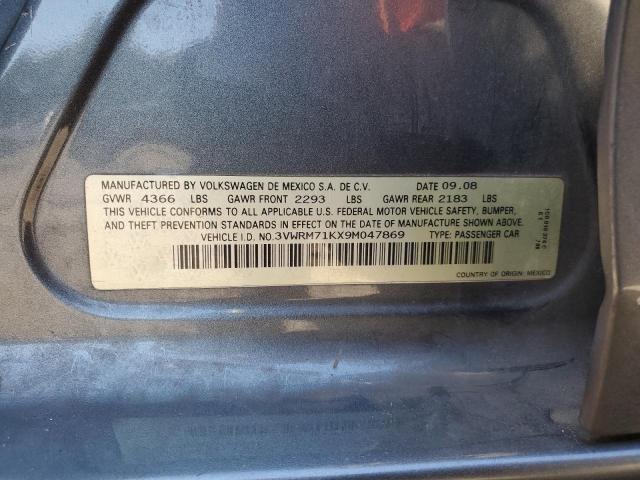 MANUFACTURED BY VOLKSWAGEN DE MEXICO S.A. DE C.V. DATE 09.08
GVWR 4366 LBS GAWR FRONT 2293 LBS GAWR REAR 2183 LBS
THIS VEHICLE CONFORMS TO ALL APPLICABLE U.S. FEDERAL MOTOR VEHICLE SAFETY, BUMPER,
AND THEFT PREVENTION STANDARDS IN EFFECT ON THE DATE OF MANUFACTURE SHOWN ABOVE.
VEHICLE I.D. NO. 3VWRM71KX9M047869 TYPE: PASSENGER CAR
COUNTRY OF ORIGIN: MEXICO